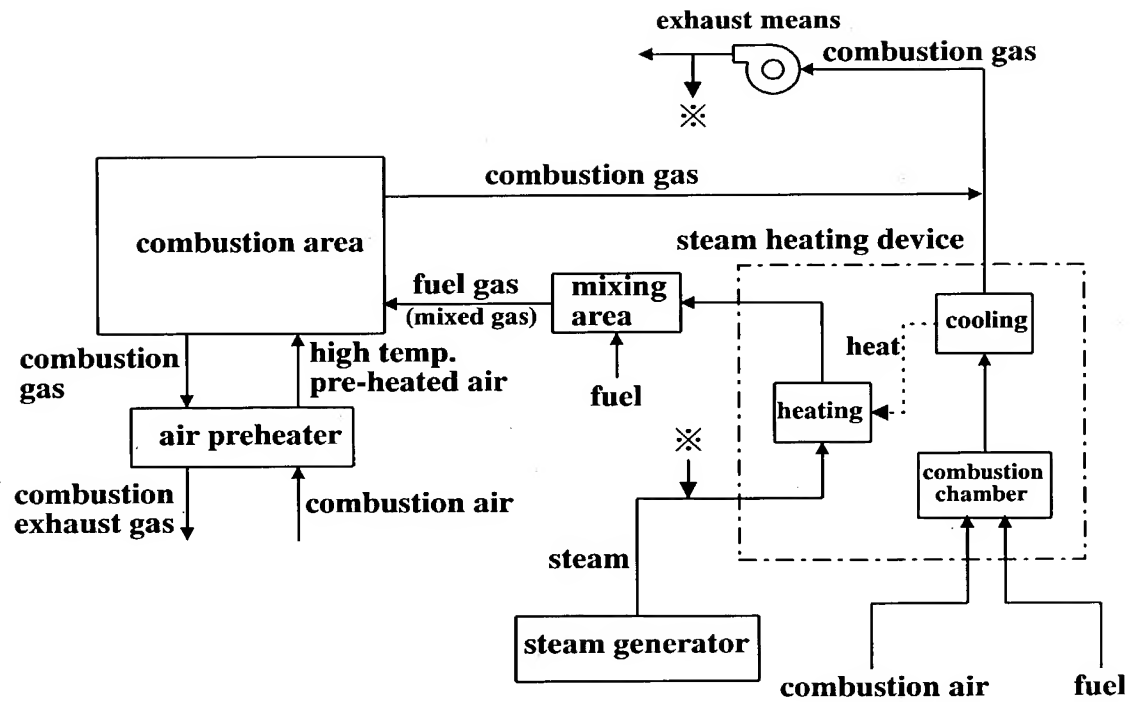 exhaust means
combustion gas
※
combustion gas
combustion area
steam heating device
fuel gas
(mixed gas)
mixing
area
cooling
heat
combustion
gas
high temp.
pre-heated air
fuel
heating
air preheater
※
combustion
chamber
combustion
exhaust gas
combustion air
steam
steam generator
combustion air
fuel